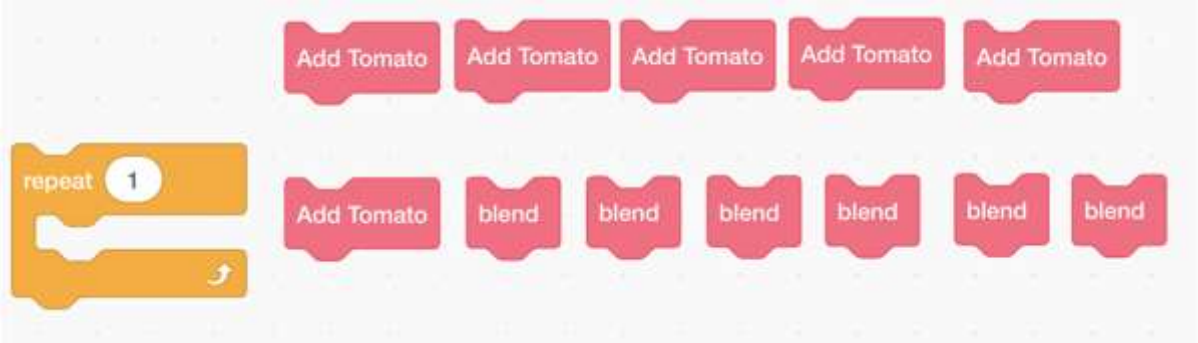 Add Tomato Add Tomato Add Tomato Add Tomato Add Tomato
repeat 1
Add Tomato blend blend blend blend blend blend